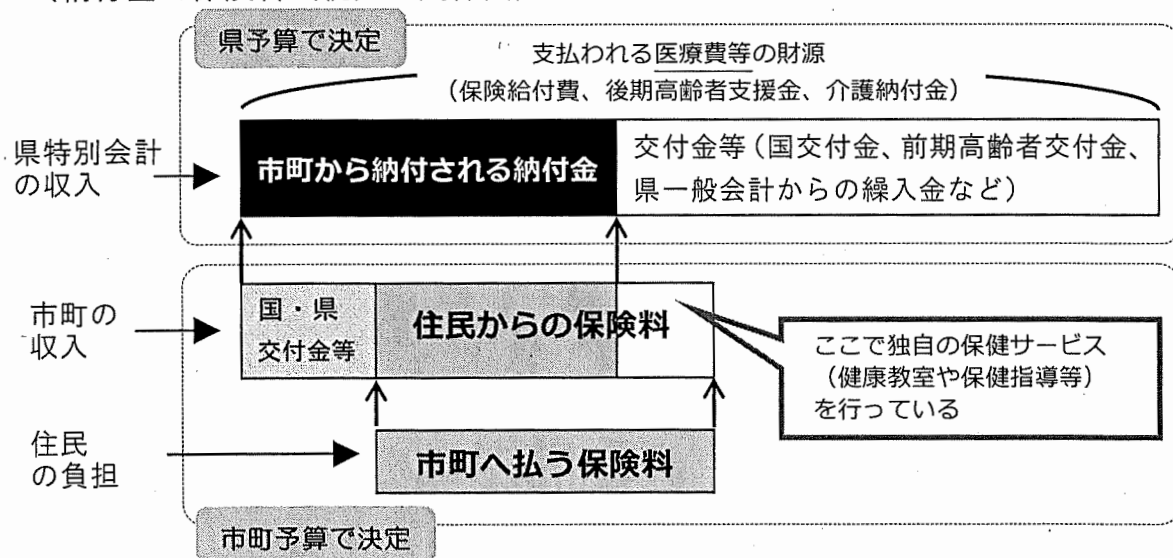 県予算で決定
支払われる医療費等の財源
(保険給付費、後期高齢者支援金、介護納付金)
県特別会計
の収入
市町から納付される納付金
交付金等(国交付金、前期高齢者交付金、
県一般会計からの繰入金など)
市町の
収入
国・県
交付金等
住民からの保険料
ここで独自の保健サービス
(健康教室や保健指導等)
を行っている
住民
の負担
市町へ払う保険料
市町予算で決定